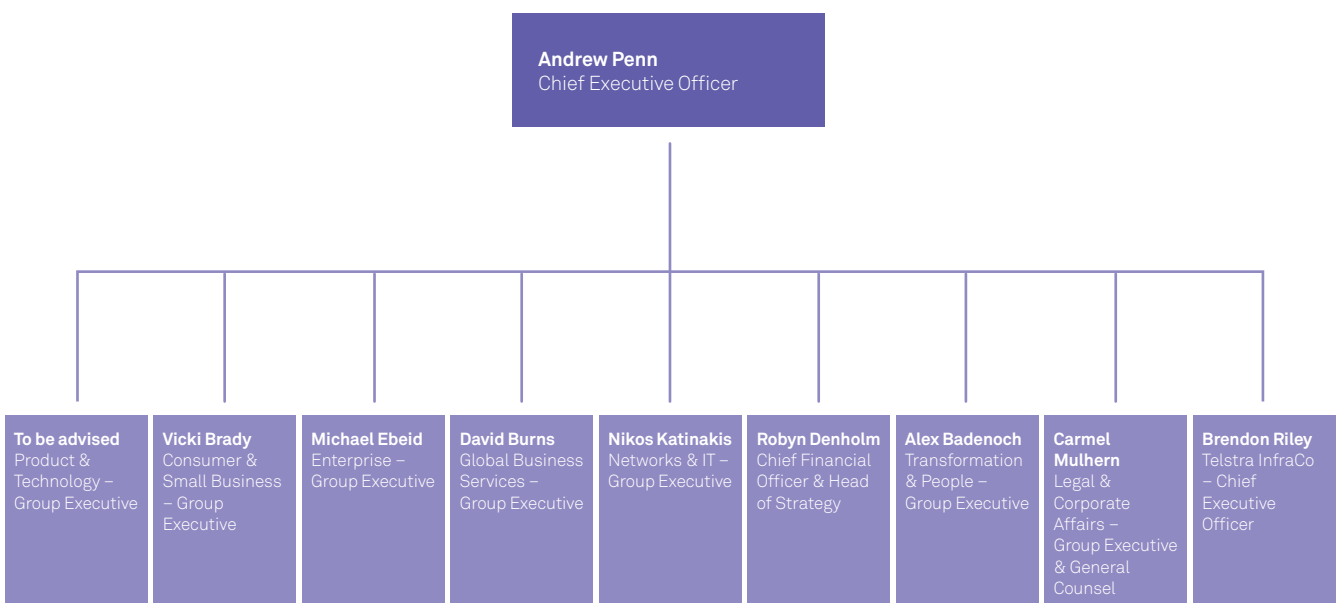 Andrew Penn
Chief Executive Officer
To be advised
Product &
Technology –
Group Executive
Vicki Brady
Consumer &
Small Business
– Group
Executive
Michael Ebeid
Enterprise –
Group Executive
David Burns
Global Business
Services –
Group Executive
Nikos Katinakis
Networks & IT –
Group Executive
Robyn Denholm
Chief Financial
Officer & Head
of Strategy
Alex Badenoch
Transformation
& People –
Group Executive
Carmel
Mulhern
Legal &
Corporate
Affairs –
Group Executive
& General
Counsel
Brendon Riley
Telstra InfraCo
– Chief
Executive
Officer